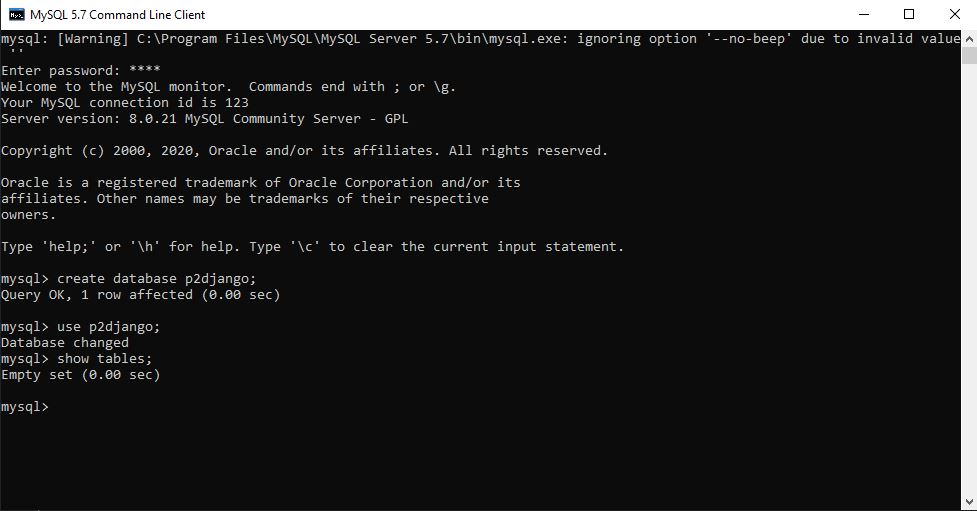 MySQL 5.7 Command Line Client
mysql: [Warning] C:\Program Files\MySQL\MySQL Server 5.7\bin\mysql.exe: ignoring option '--no-beep' due to invalid value
 ''
Enter password: ****
Welcome to the MySQL monitor.  Commands end with ; or \g.
Your MySQL connection id is 123
Server version: 8.0.21 MySQL Community Server - GPL
Copyright (c) 2000, 2020, Oracle and/or its affiliates. All rights reserved.
Oracle is a registered trademark of Oracle Corporation and/or its
affiliates. Other names may be trademarks of their respective
owners.
Type 'help;' or '\h' for help. Type '\c' to clear the current input statement.
mysql> create database p2django;
Query OK, 1 row affected (0.00 sec)
mysql> use p2django;
Database changed
mysql> show tables;
Empty set (0.00 sec)
mysql>